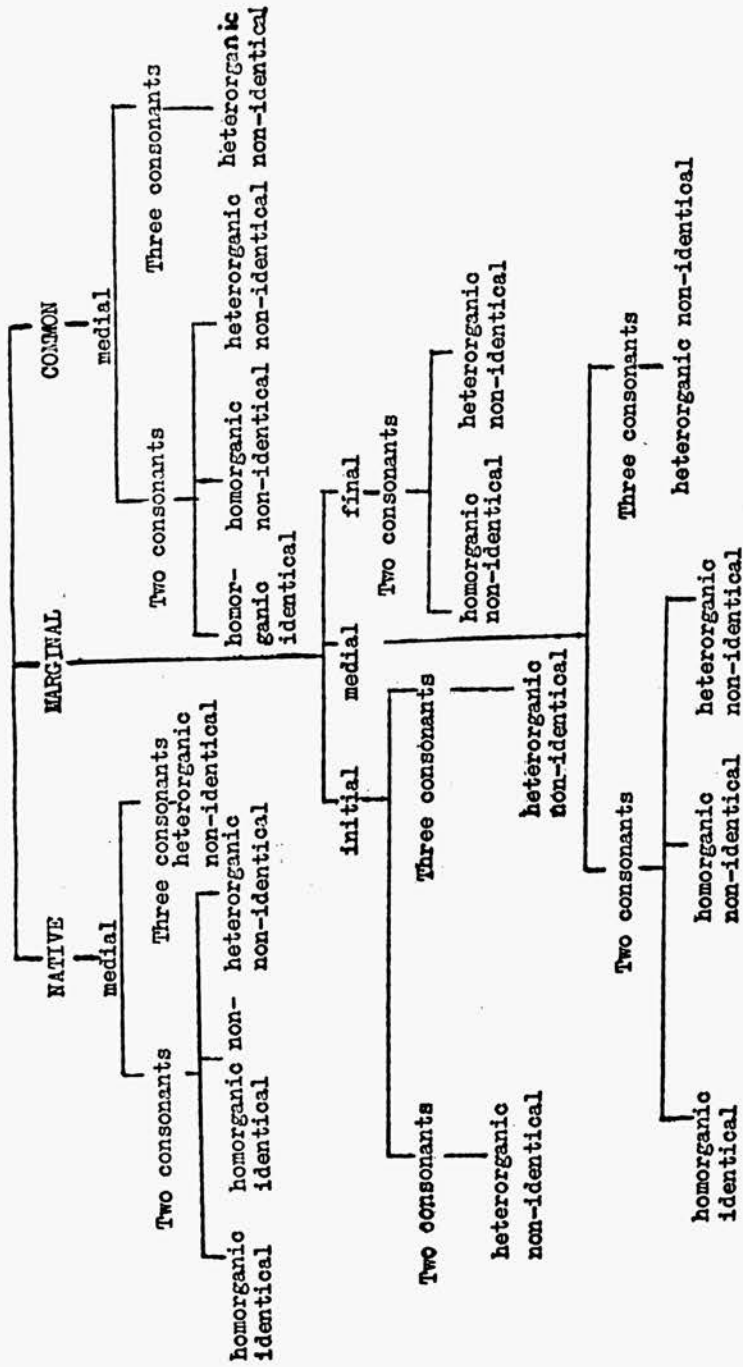 NATIVE
MARGINAL
COMMON
medial
medial
Two consonants
Three consonants
heterorganic
non-identical
Two consonants
Three consonants
homorganic
identical
homorganic non-
identical
heterorganic
non-identical
homor-
ganic
identical
homorganic
non-identical
heterorganic
non-identical
heterorganic
non-identical
initial
medial
final
Two consonants
Three consonants
Two consonants
heterorganic
non-identical
heterorganic
non-identical
homorganic
non-identical
heterorganic
non-identical
Two consonants
Three consonants
homorganic
identical
homorganic
non-identical
heterorganic
non-identical
heterorganic non-identical